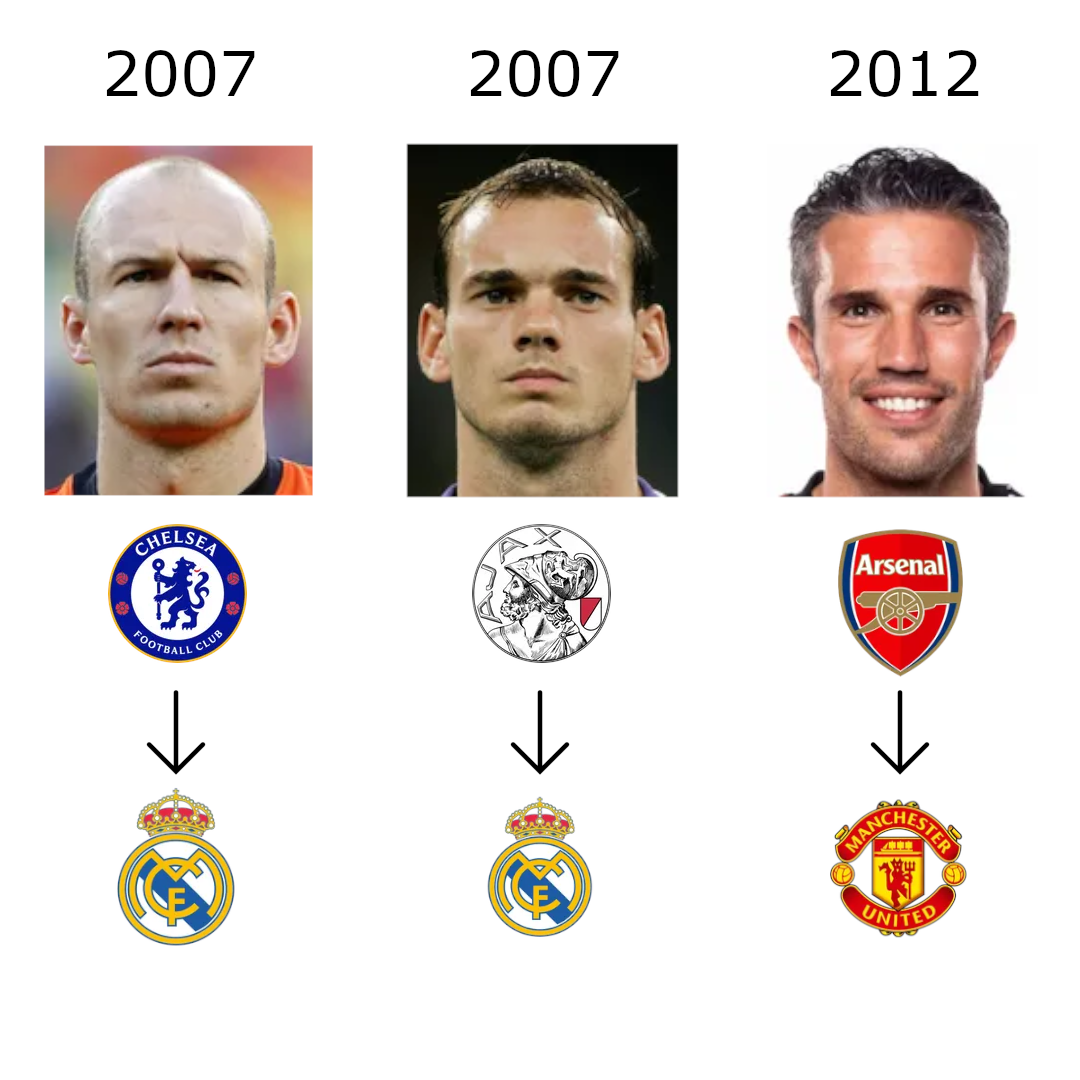 2007
2007
2012
CHELSEA
FOOTBALL CLUB
AJAX
Arsenal
MANCHESTER
UNITED